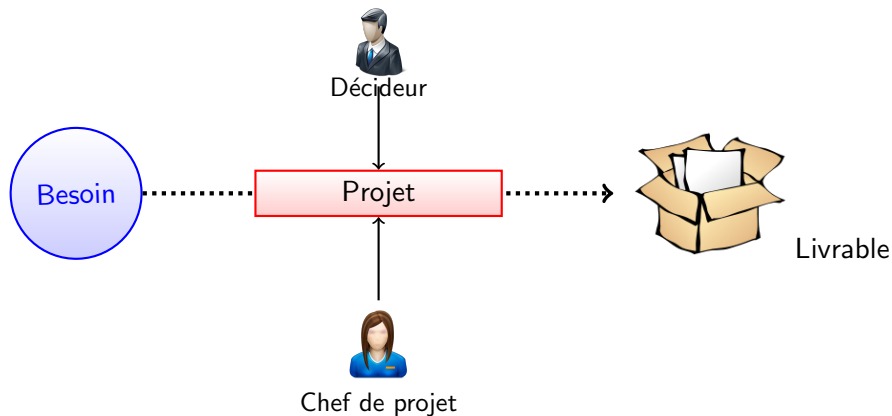 Décideur
Besoin
Projet
Livrable
Chef de projet